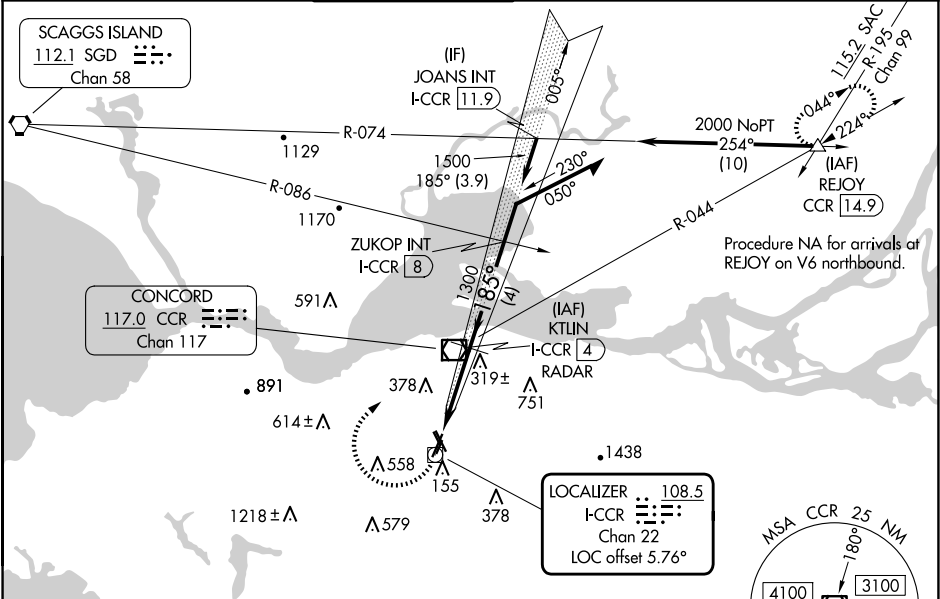 SCAGGS ISLAND
112.1 SGD
Chan 58
(IF)
JOANS INT
I-CCR 11.9
005°
115.2 SAC
R-195
Chan 99
044°
224°
R-074
2000 NoPT
254°
(10)
(IAF)
REJOY
CCR 14.9
1129
1500
185° (3.9)
230°
050°
R-086
1170
R-044
ZUKOP INT
I-CCR 8
Procedure NA for arrivals at
REJOY on V6 northbound.
1300
185°
(4)
CONCORD
117.0 CCR
Chan 117
591
(IAF)
KTLIN
I-CCR 4
RADAR
319±
891
378
751
614±
558
155
1438
378
1218±
579
LOCALIZER 108.5
I-CCR
Chan 22
LOC offset 5.76°
MSA CCR 25 NM
180°
4100
3100